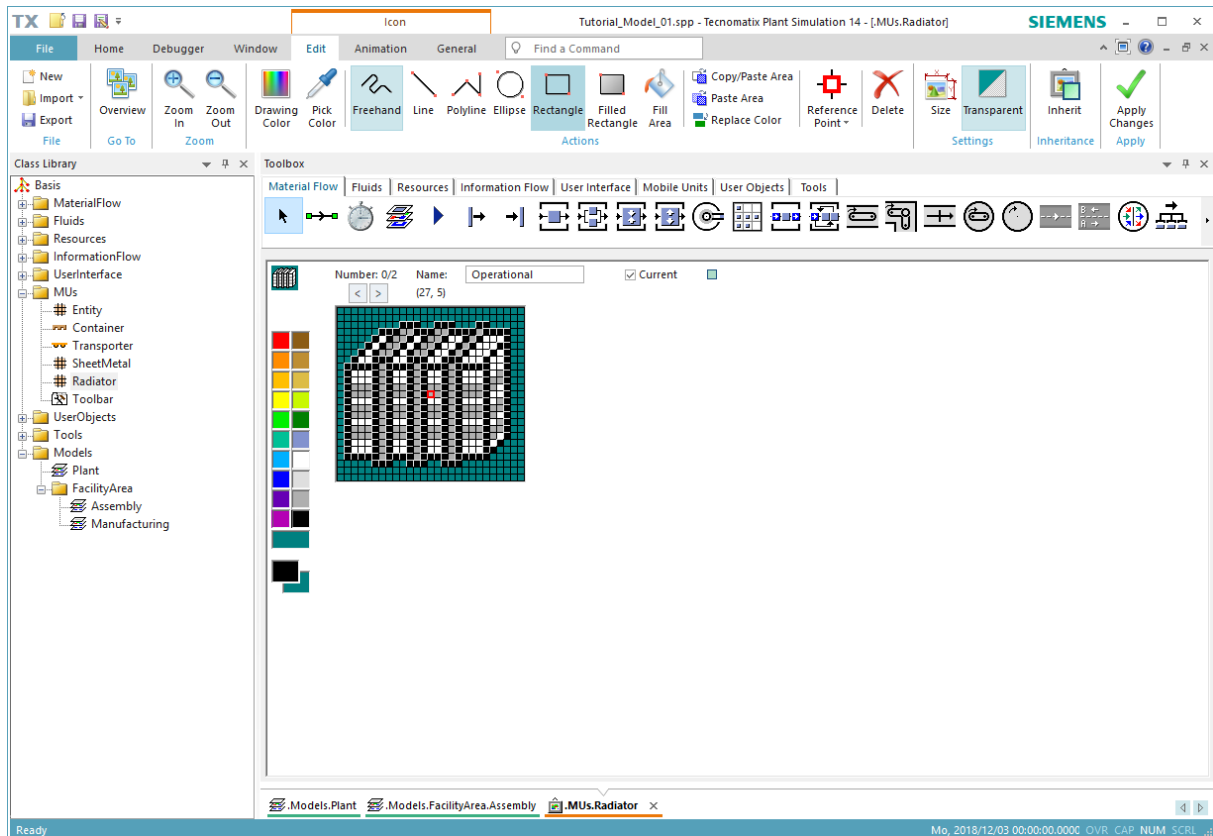 TX Icon Tutorial_Model_01.spp - Tecnomatix Plant Simulation 14 - [.MUs.Radiator] SIEMENS
File Home Debugger Window Edit Animation General Find a Command
New
Import
Export
Overview
Zoom In
Zoom Out
Drawing Color
Pick Color
Freehand
Line
Polyline
Ellipse
Rectangle
Filled Rectangle
Fill Area
Copy/Paste Area
Paste Area
Replace Color
Reference Point
Delete
Size
Transparent
Inherit
Apply Changes
File Go To Zoom Actions Settings Inheritance Apply
Class Library
Basis
MaterialFlow
Fluids
Resources
InformationFlow
UserInterface
MUs
Entity
Container
Transporter
SheetMetal
Radiator
Toolbar
UserObjects
Tools
Models
Plant
FacilityArea
Assembly
Manufacturing
Toolbox
Material Flow Fluids Resources Information Flow User Interface Mobile Units User Objects Tools
Number: 0/2 Name: Operational Current
< > (27, 5)
.Models.Plant .Models.FacilityArea.Assembly .MUs.Radiator
Ready Mo, 2018/12/03 00:00:00.0000 OVR CAP NUM SCRL